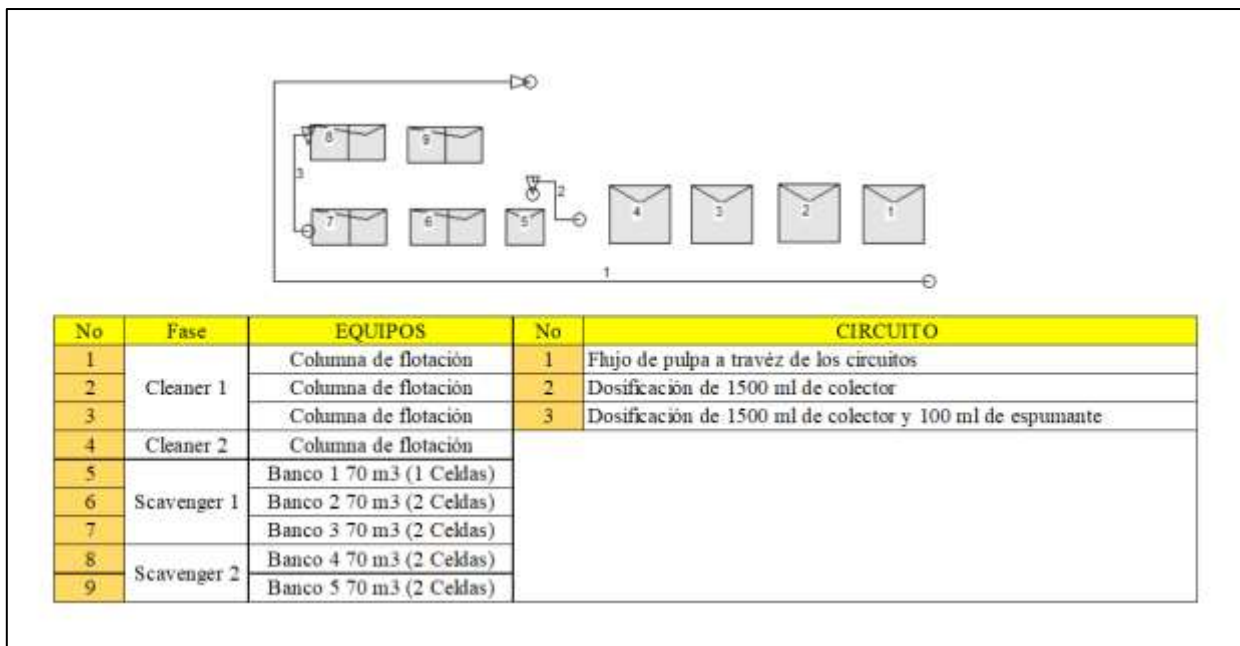 8 9
3
2
7 6 5 4 3 2 1
1
No Fase EQUIPOS No CIRCUITO
1 Columna de flotación 1 Flujo de pulpa a travéz de los circuitos
Cleaner 1
2 Columna de flotación 2 Dosificación de 1500 ml de colector
3 Columna de flotación 3 Dosificación de 1500 ml de colector y 100 ml de espumante
4 Cleaner 2 Columna de flotación
5 Banco 1 70 m3 (1 Celdas)
6 Scavenger 1 Banco 2 70 m3 (2 Celdas)
7 Banco 3 70 m3 (2 Celdas)
8 Banco 4 70 m3 (2 Celdas)
Scavenger 2
9 Banco 5 70 m3 (2 Celdas)